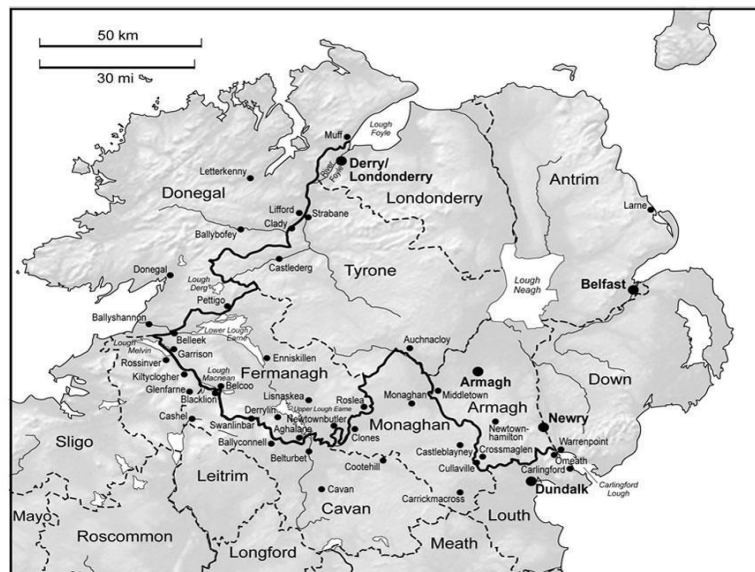 50 km
30 mi
Muff
Lough
Foyle
River
Foyle
Derry/
Londonderry
Letterkenny
Donegal
Londonderry
Antrim
Lifford
Strabane
Larne
Clady
Ballybofey
Castlederg
Tyrone
Donegal
Lough
Derg
Lough
Neagh
Belfast
Pettigo
Ballyshannon
Lower Lough
Earne
Belleek
Lough
Melvin
Garrison
Auchnacloy
Rossinver
Enniskillen
Fermanagh
Down
Kiltyclogher
Lough
Macnean
Armagh
Glenfarne
Belcoo
Blacklion
Lisnaskea
Roslea
Monaghan
Middletown
Upper Lough Earne
Armagh
Derrylin
Newtownbutler
Newry
Cashel
Swanlinbar
Aghalane
Monaghan
Newtown-
hamilton
Sligo
Clones
Warrenpoint
Ballyconnell
Castleblayney
Crossmaglen
Omeath
Belturbet
Cootehill
Cullaville
Carlingford
Leitrim
Carlingford
Lough
Cavan
Carrickmacross
Dundalk
Mayo
Cavan
Louth
Roscommon
Longford
Meath